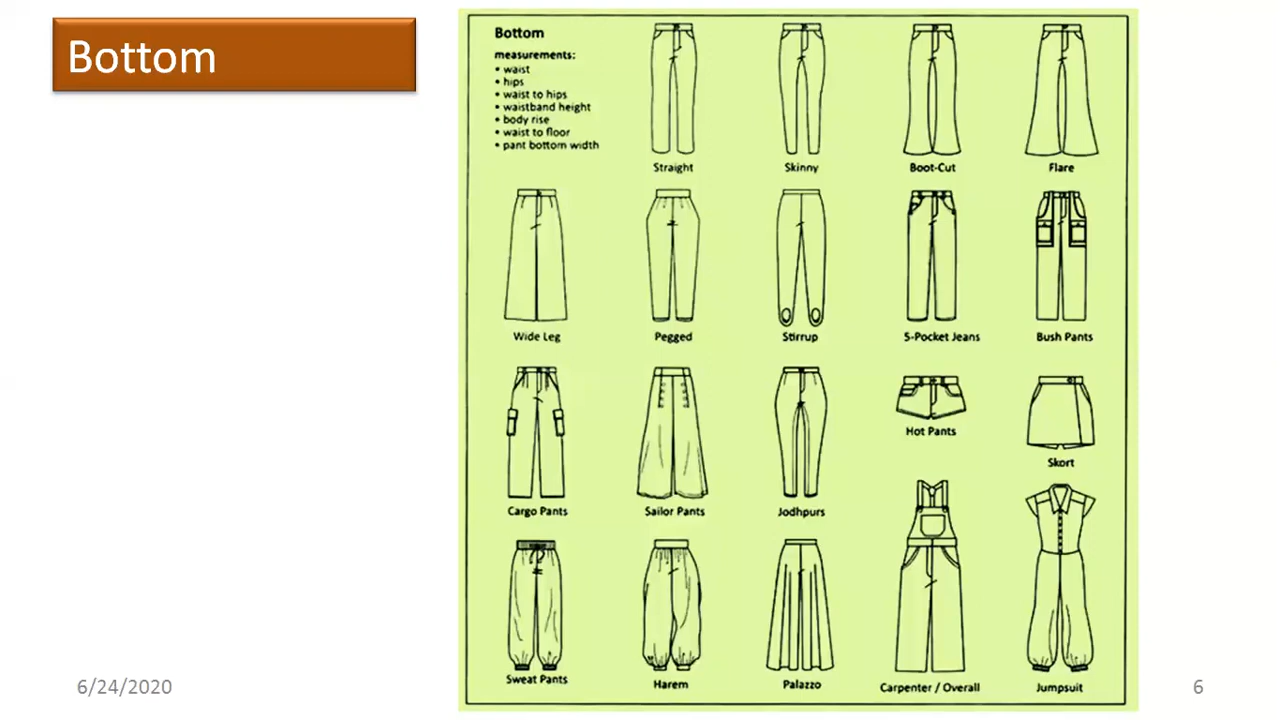 Bottom
Bottom
measurements:
• waist
• hips
• waist to hips
• waistband height
• body rise
• waist to floor
• pant bottom width
Straight
Skinny
Boot-Cut
Flare
Wide Leg
Pegged
Stirrup
5-Pocket Jeans
Bush Pants
Cargo Pants
Sailor Pants
Jodhpurs
Hot Pants
Skort
Sweat Pants
Harem
Palazzo
Carpenter / Overall
Jumpsuit
6/24/2020
6